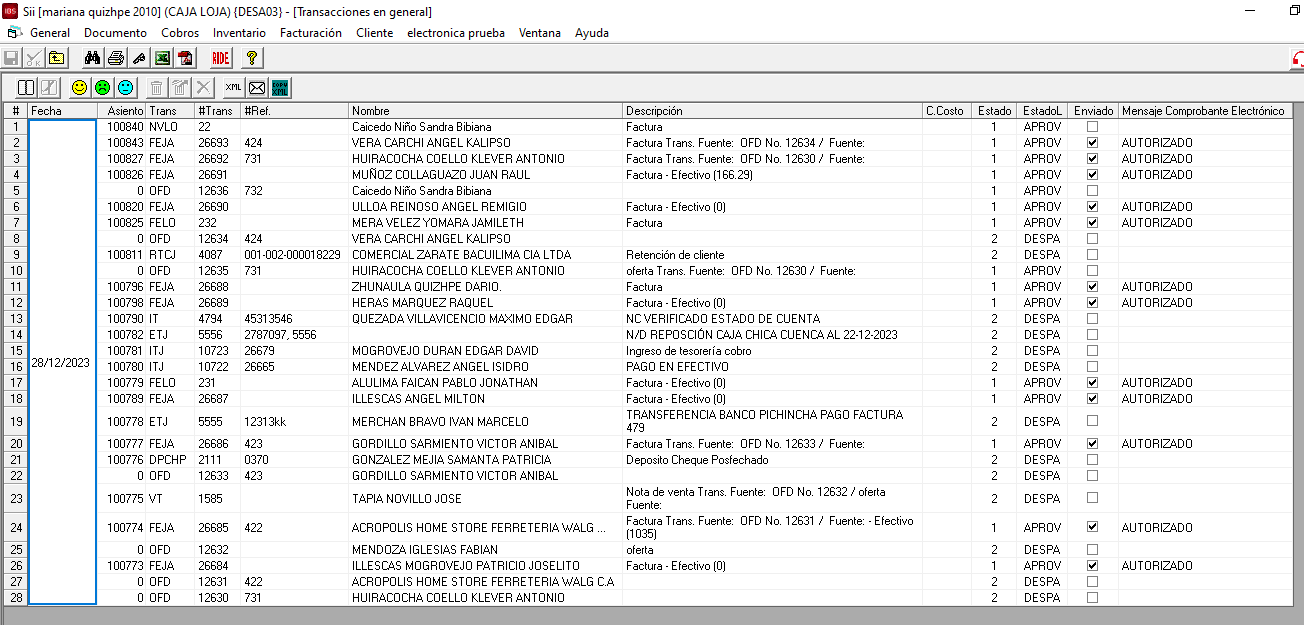 IBS Sii [mariana quizhpe 2010] (CAJA LOJA) {DESA03} - [Transacciones en general]
General Documento Cobros Inventario Facturación Cliente electronica prueba Ventana Ayuda
OK RIDE ?
XML
# Fecha Asiento Trans #Trans #Ref. Nombre Descripción C.Costo Estado EstadoL Enviado Mensaje Comprobante Electrónico
1 100840 NVLO 22 Caicedo Niño Sandra Bibiana Factura 1 APROV
2 100843 FEJA 26693 424 VERA CARCHI ANGEL KALIPSO Factura Trans. Fuente: OFD No. 12634 / Fuente: 1 APROV AUTORIZADO
3 100827 FEJA 26692 731 HUIRACOCHA COELLO KLEVER ANTONIO Factura Trans. Fuente: OFD No. 12630 / Fuente: 1 APROV AUTORIZADO
4 100826 FEJA 26691 MUÑOZ COLLAGUAZO JUAN RAUL Factura - Efectivo (166.29) 1 APROV AUTORIZADO
5 0 OFD 12636 732 Caicedo Niño Sandra Bibiana 1 APROV
6 100820 FEJA 26690 ULLOA REINOSO ANGEL REMIGIO Factura - Efectivo (0) 1 APROV AUTORIZADO
7 100825 FELO 232 MERA VELEZ YOMARA JAMILETH Factura 1 APROV AUTORIZADO
8 0 OFD 12634 424 VERA CARCHI ANGEL KALIPSO 2 DESPA
9 100811 RTCJ 4087 001-002-000018229 COMERCIAL ZARATE BACUILIMA CIA LTDA Retención de cliente 2 DESPA
10 0 OFD 12635 731 HUIRACOCHA COELLO KLEVER ANTONIO oferta Trans. Fuente: OFD No. 12630 / Fuente: 1 APROV
11 100796 FEJA 26688 ZHUNAULA QUIZHPE DARIO. Factura 1 APROV AUTORIZADO
12 100798 FEJA 26689 HERAS MARQUEZ RAQUEL Factura - Efectivo (0) 1 APROV AUTORIZADO
13 100790 IT 4794 45313546 QUEZADA VILLAVICENCIO MAXIMO EDGAR NC VERIFICADO ESTADO DE CUENTA 2 DESPA
14 100782 ETJ 5556 2787097, 5556 N/D REPOSCIÓN CAJA CHICA CUENCA AL 22-12-2023 2 DESPA
15 100781 ITJ 10723 26679 MOGROVEJO DURAN EDGAR DAVID Ingreso de tesorería cobro 2 DESPA
28/12/2023
16 100780 ITJ 10722 26665 MENDEZ ALVAREZ ANGEL ISIDRO PAGO EN EFECTIVO 2 DESPA
17 100779 FELO 231 ALULIMA FAICAN PABLO JONATHAN Factura - Efectivo (0) 1 APROV AUTORIZADO
18 100789 FEJA 26687 ILLESCAS ANGEL MILTON Factura - Efectivo (0) 1 APROV AUTORIZADO
19 100778 ETJ 5555 12313kk MERCHAN BRAVO IVAN MARCELO TRANSFERENCIA BANCO PICHINCHA PAGO FACTURA 2 DESPA
479
20 100777 FEJA 26686 423 GORDILLO SARMIENTO VICTOR ANIBAL Factura Trans. Fuente: OFD No. 12633 / Fuente: 1 APROV AUTORIZADO
21 100776 DPCHP 2111 0370 GONZALEZ MEJIA SAMANTA PATRICIA Deposito Cheque Posfechado 2 DESPA
22 0 OFD 12633 423 GORDILLO SARMIENTO VICTOR ANIBAL 2 DESPA
23 100775 VT 1585 TAPIA NOVILLO JOSE Nota de venta Trans. Fuente: OFD No. 12632 / oferta 2 DESPA
Fuente:
24 100774 FEJA 26685 422 ACROPOLIS HOME STORE FERRETERIA WALG ... Factura Trans. Fuente: OFD No. 12631 / Fuente: - Efectivo 1 APROV AUTORIZADO
(1035)
25 0 OFD 12632 MENDOZA IGLESIAS FABIAN oferta 2 DESPA
26 100773 FEJA 26684 ILLESCAS MOGROVEJO PATRICIO JOSELITO Factura - Efectivo (0) 1 APROV AUTORIZADO
27 0 OFD 12631 422 ACROPOLIS HOME STORE FERRETERIA WALG C.A 2 DESPA
28 0 OFD 12630 731 HUIRACOCHA COELLO KLEVER ANTONIO 2 DESPA